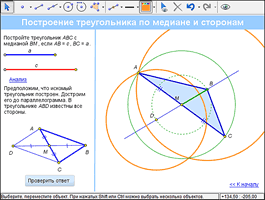 Построение треугольника по медиане и сторонам
Постройте треугольник ABC с
медианой BM, если AB = c, BC = a.
a
c
Анализ
Предположим, что искомый
треугольник построен. Достроим
его до параллелограмма. В
треугольнике ABD известны все
стороны.
A
B
C
D
M
Проверить ответ
A
B
M
D
C
<< К началу
Выберите, переместите объект. При нажатых Shift или Ctrl можно выбрать несколько объектов.